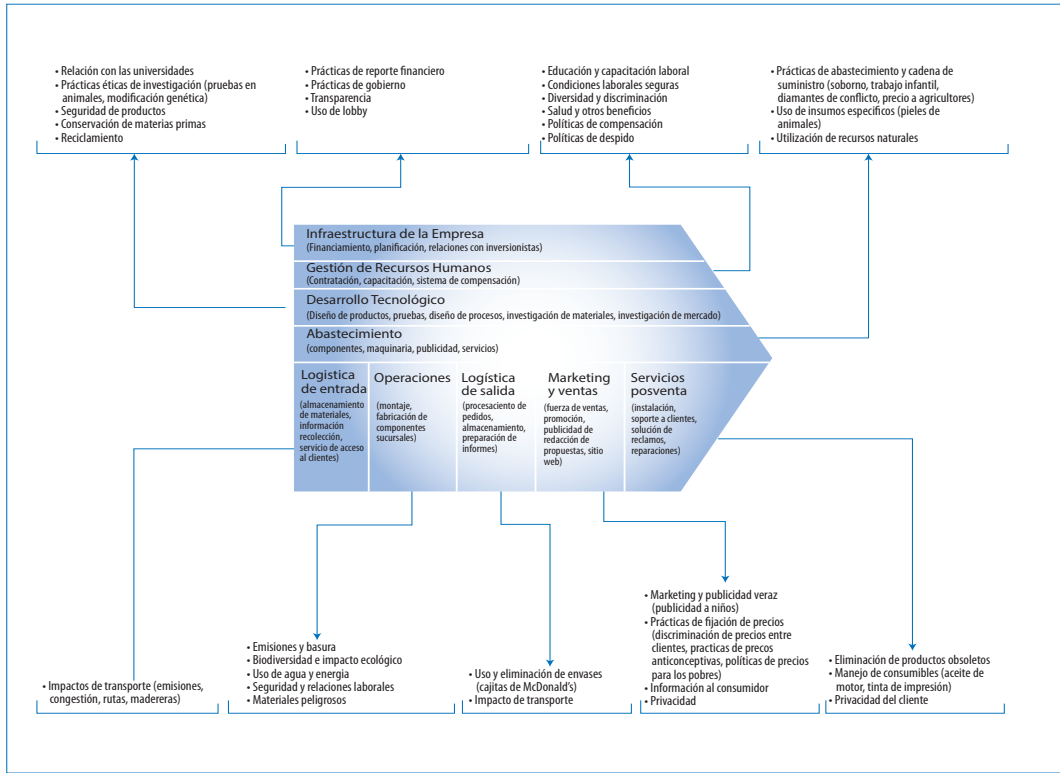 • Relación con las universidades
• Prácticas éticas de investigación (pruebas en
animales, modificación genética)
• Seguridad de productos
• Conservación de materias primas
• Reciclamiento
• Prácticas de reporte financiero
• Prácticas de gobierno
• Transparencia
• Uso de lobby
• Educación y capacitación laboral
• Condiciones laborales seguras
• Diversidad y discriminación
• Salud y otros beneficios
• Políticas de compensación
• Políticas de despido
• Prácticas de abastecimiento y cadena de
suministro (soborno, trabajo infantil,
diamantes de conflicto, precio a agricultores)
• Uso de insumos especificos (pieles de
animales)
• Utilización de recursos naturales
Infraestructura de la Empresa
(Financiamiento, planificación, relaciones con inversionistas)
Gestión de Recursos Humanos
(Contratación, capacitación, sistema de compensación)
Desarrollo Tecnológico
(Diseño de productos, pruebas, diseño de procesos, investigación de materiales, investigación de mercado)
Abastecimiento
(componentes, maquinaria, publicidad, servicios)
Logistica
de entrada
(almacenamiento
de materiales,
información
recolección,
servicio de acceso
al clientes)
Operaciones
(montaje,
fabricación de
componentes
sucursales)
Logística
de salida
(procesaciento de
pedidos,
almacenamiento,
preparación de
informes)
Marketing
y ventas
(fuerza de ventas,
promoción,
publicidad de
redacción de
propuestas, sitio
web)
Servicios
posventa
(instalación,
soporte a clientes,
solución de
reclamos,
reparaciones)
• Impactos de transporte (emisiones,
congestión, rutas, madereras)
• Emisiones y basura
• Biodiversidad e impacto ecológico
• Uso de agua y energia
• Seguridad y relaciones laborales
• Materiales peligrosos
• Uso y eliminación de envases
(cajitas de McDonald's)
• Impacto de transporte
• Marketing y publicidad veraz
(publicidad a niños)
• Prácticas de fijación de precios
(discriminación de precios entre
clientes, practicas de precos
anticonceptivas, políticas de precios
para los pobres)
• Información al consumidor
• Privacidad
• Eliminación de productos obsoletos
• Manejo de consumibles (aceite de
motor, tinta de impresión)
• Privacidad del cliente